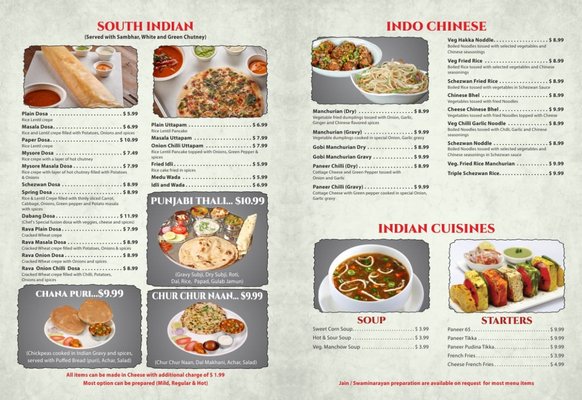 SOUTH INDIAN
(Served with Sambhar, White and Green Chutney)
Plain Dosa $ 5.99
Rice Lentil crepe
Masala Dosa $ 6.99
Rice and Lentil crepe filled with Potatoes, Onions and spices
Paper Dosa $ 10.99
Rice Lentil crepe
Mysore Dosa $ 7.49
Rice crepe with a layer of hot chutney
Mysore Masala Dosa $ 7.99
Rice crepe with layer of hot chutney filled with Potatoes
& Onions
Schezwan Dosa $ 8.99
Spring Dosa $ 8.99
Rice & Lentil Crepe filled with thinly sliced Carrot,
Cabbage, Onions, Green pepper and Potato masala
with spices
Dabang Dosa $ 11.99
(Chef's Special fusion dosa with veggies, cheese and spices)
Rava Plain Dosa $ 7.99
Cracked Wheat crepe
Rava Masala Dosa $ 8.99
Cracked Wheat crepe filled with Potatoes, Onions & spices
Rava Onion Dosa $ 8.99
Cracked Wheat crepe with Onions and spices
Rava Onion Chilli Dosa $ 8.99
Cracked Wheat crepe filled with Chilli, Potatoes,
Onions and spices
Plain Uttapam $ 6.99
Rice Lentil Pancake
Masala Uttapam $ 7.99
Onion Chilli Uttapam $ 7.99
Rice Lentil Pancake topped with Onions, Green Pepper &
spices
Fried Idli $ 5.99
Rice cake fried in spices
Medu Wada $ 5.99
Idli and Wada $ 6.99
PUNJABI THALI... $10.99
(Gravy Subji, Dry Subji, Roti,
Dal, Rice, Papad, Gulab Jamun)
CHANA PURI...$9.99
(Chickpeas cooked in Indian Gravy and spices,
served with Puffed Bread (puri), Achar, Salad)
CHUR CHUR NAAN... $9.99
(Chur Chur Naan, Dal Makhani, Achar, Salad)
All items can be made in Cheese with additional charge of $ 1.99
Most option can be prepared (Mild, Regular & Hot)
INDO CHINESE
Manchurian (Dry) $ 8.99
Vegetable fried dumplings tossed with Onion, Garlic,
Ginger and Chinese flavored spices
Manchurian (Gravy) $ 9.99
Vegetable dumplings cooked in special Onion, Garlic gravy
Gobi Manchurian Dry $ 8.99
Gobi Manchurian Gravy $ 9.99
Paneer Chilli (Dry) $ 8.99
Cottage Cheese and Green Pepper tossed with
Onion and Garlic
Paneer Chilli (Gravy) $ 9.99
Cottage Cheese with Green pepper cooked in special Onion,
Garlic gravy
Veg Hakka Noddle $ 8.99
Boiled Noodles tossed with selected vegetables and
Chinese seasonings
Veg Fried Rice $ 8.99
Boiled Rice tossed with selected vegetables and Chinese
seasonings
Schezwan Fried Rice $ 8.99
Boiled Rice tossed with vegetables in Schezwan Sauce
Chinese Bhel $ 8.99
Vegetables tossed with fried Noodles
Cheese Chinese Bhel $ 9.99
Vegetables tossed with fried Noodles topped with Cheese
Veg Chilli Garlic Noodle $ 8.99
Boiled Noodles tossed with Chilli, Garlic and Chinese
seasonings
Schezwan Noddle $ 8.99
Boiled Noodles tossed with selected vegetables and
Chinese seasonings in Schezwan sauce
Veg. Fried Rice Manchurian $ 9.99
Triple Schezwan Rice $ 9.99
INDIAN CUISINES
SOUP
Sweet Corn Soup $ 3.99
Hot & Sour Soup $ 3.99
Veg. Manchow Soup $ 3.99
STARTERS
Paneer 65 $ 9.99
Paneer Tikka $ 9.99
Paneer Pudina Tikka $ 9.99
French Fries $ 3.99
Cheese French Fries $ 4.99
Jain / Swaminarayan preparation are available on request for most menu items